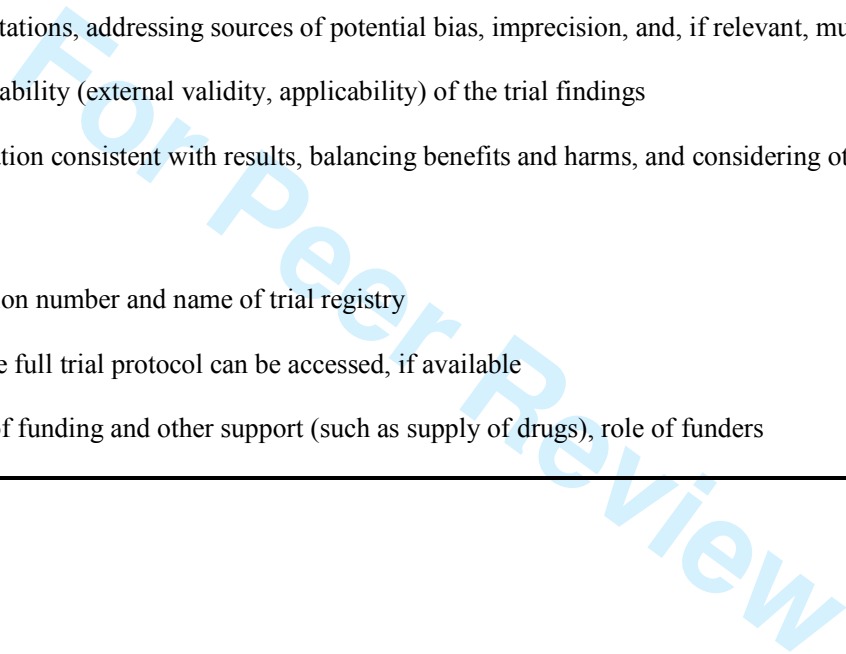 tations, addressing sources of potential bias, imprecision, and, if relevant, mu
ability (external validity, applicability) of the trial findings
tion consistent with results, balancing benefits and harms, and considering ot
on number and name of trial registry
e full trial protocol can be accessed, if available
of funding and other support (such as supply of drugs), role of funders
For Peer Review